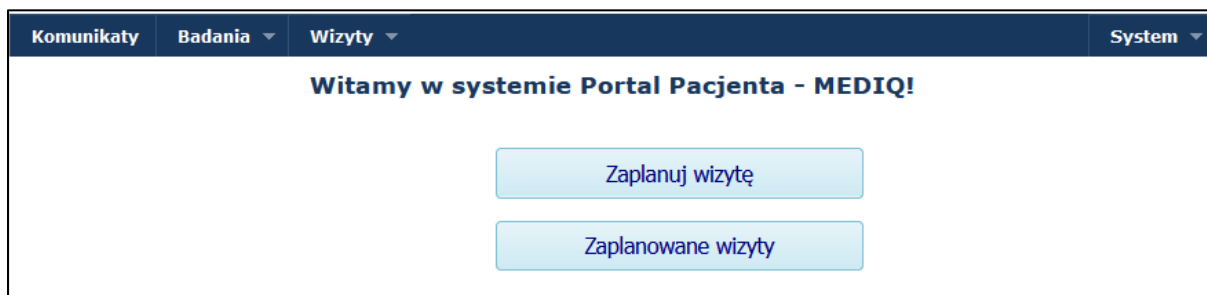 Komunikaty Badania Wizyty System
Witamy w systemie Portal Pacjenta - MEDIQ!
Zaplanuj wizytę
Zaplanowane wizyty